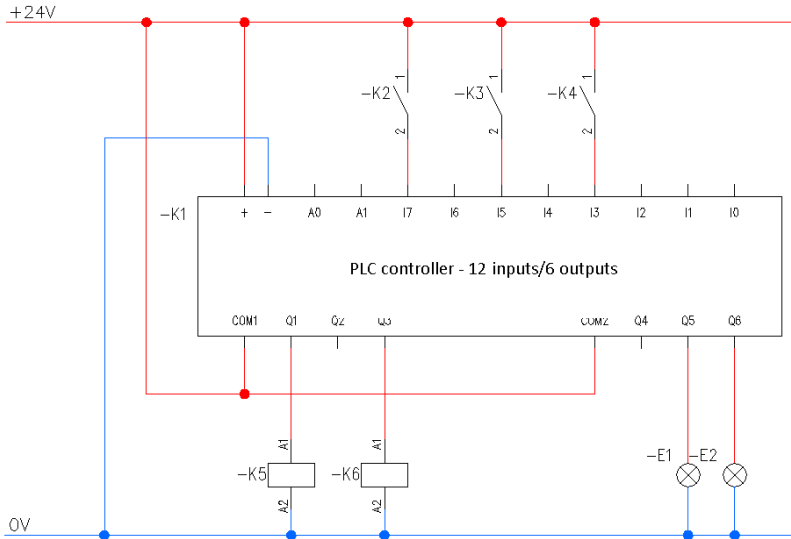 +24V
1 1 1
-K2 -K3 -K4
2 2 2
-K1
+ - A0 A1 I7 I6 I5 I4 I3 I2 I1 I0
PLC controller - 12 inputs/6 outputs
COM1 Q1 Q2 Q3 COM2 Q4 Q5 Q6
A1 A1
-K5 -K6 -E1 -E2
A2 A2
0V